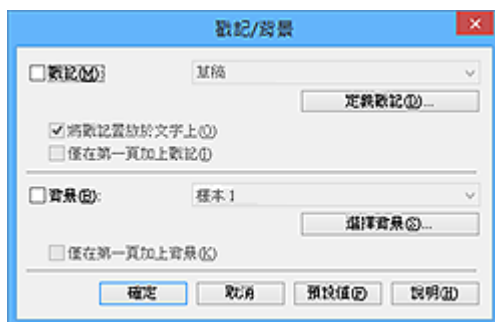 戳記/背景
戳記(M): 草稿
定義戳記(D)...
將戳記置放於文字上(O)
僅在第一頁加上戳記(I)
背景(B): 樣本 1
選擇背景(S)...
僅在第一頁加上背景(K)
確定 取消 預設值(F) 說明(H)